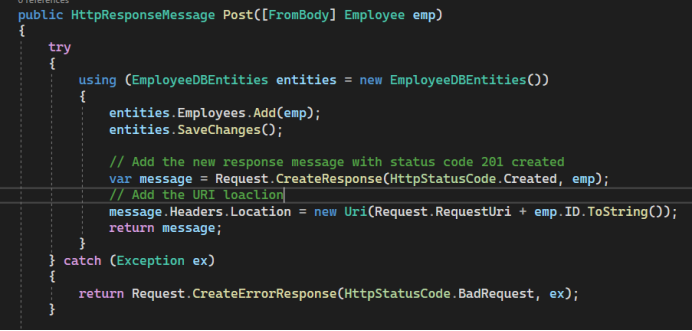 0 references
public HttpResponseMessage Post([FromBody] Employee emp)
{
try
{
using (EmployeeDBEntities entities = new EmployeeDBEntities())
{
entities.Employees.Add(emp);
entities.SaveChanges();
// Add the new response message with status code 201 created
var message = Request.CreateResponse(HttpStatusCode.Created, emp);
// Add the URI loaclion
message.Headers.Location = new Uri(Request.RequestUri + emp.ID.ToString());
return message;
}
} catch (Exception ex)
{
return Request.CreateErrorResponse(HttpStatusCode.BadRequest, ex);
}